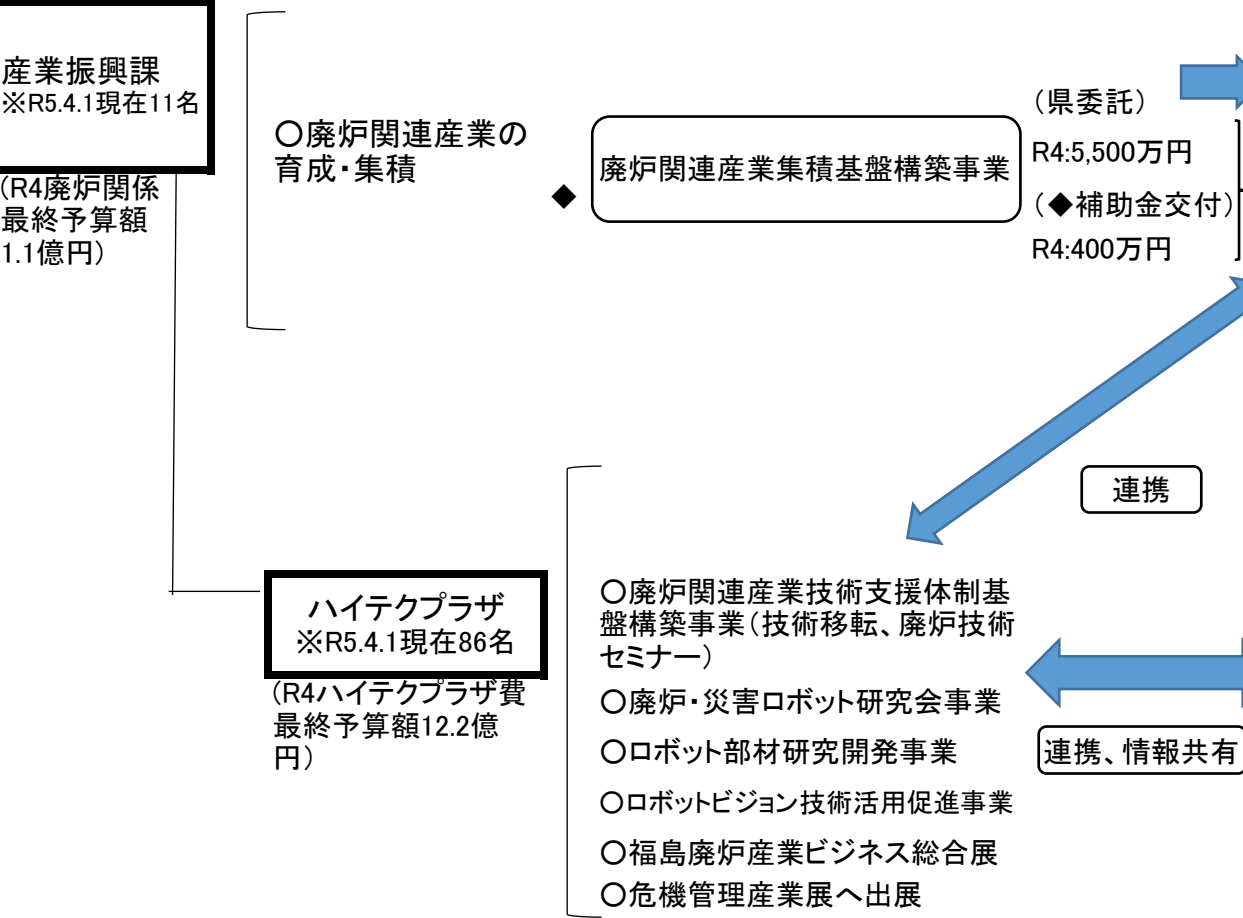 産業振興課
※R5.4.1現在11名
(R4廃炉関係
最終予算額
1.1億円)
〇廃炉関連産業の
育成・集積
◆
廃炉関連産業集積基盤構築事業
(県委託)
R4:5,500万円
(◆補助金交付)
R4:400万円
連携
ハイテクプラザ
※R5.4.1現在86名
(R4ハイテクプラザ費
最終予算額12.2億
円)
〇廃炉関連産業技術支援体制基
盤構築事業(技術移転、廃炉技術
セミナー)
〇廃炉・災害ロボット研究会事業
〇ロボット部材研究開発事業
〇ロボットビジョン技術活用促進事業
〇福島廃炉産業ビジネス総合展
〇危機管理産業展へ出展
連携、情報共有